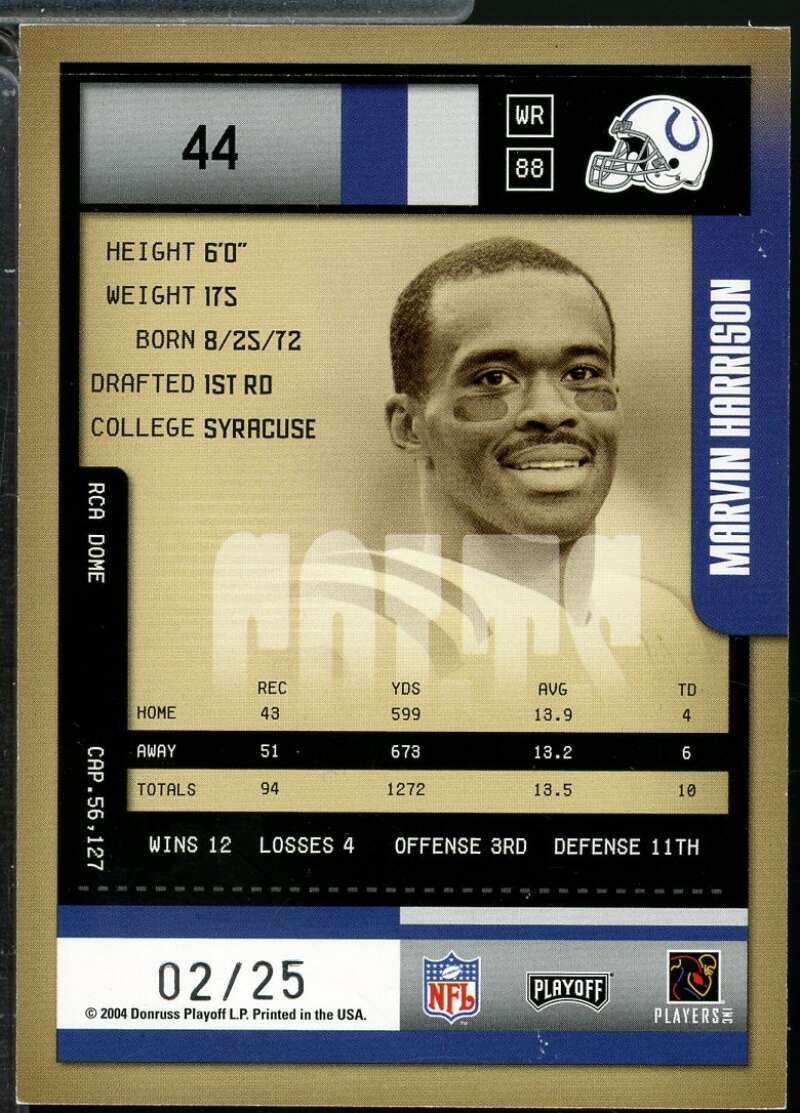 44
WR
88
HEIGHT 6'0"
WEIGHT 175
BORN 8/25/72
DRAFTED 1ST RD
COLLEGE SYRACUSE
MARVIN HARRISON
RCA DOME
CAP. 56,127
COLTS
REC YDS AVG TD
HOME 43 599 13.9 4
AWAY 51 673 13.2 6
TOTALS 94 1272 13.5 10
WINS 12 LOSSES 4 OFFENSE 3RD DEFENSE 11TH
02/25
© 2004 Donruss Playoff L.P. Printed in the USA.
NFL
PLAYOFF
PLAYERS INC